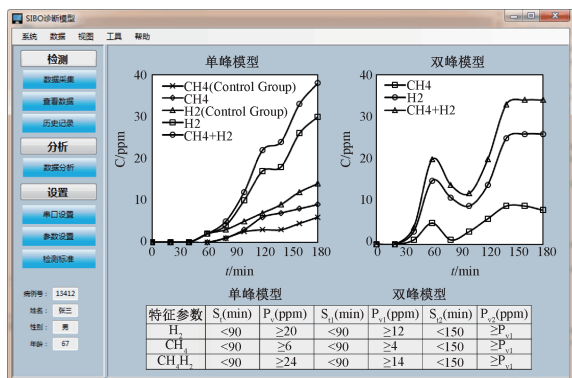 SIBO诊断模型
系统 数据 视图 工具 帮助
检测
数据采集
查看数据
历史记录
分析
数据分析
设置
串口设置
参数设置
检测标准
病例号： 13412
姓名： 张三
性别： 男
年龄： 67
单峰模型
40
30
20
10
0
C/ppm
CH4(Control Group)
CH4
H2(Control Group)
H2
CH4+H2
0 30 60 90 120 150 180
t/min
双峰模型
40
30
20
10
0
C/ppm
CH4
H2
CH4+H2
0 30 60 90 120 150 180
t/min
单峰模型 双峰模型
特征参数 St(min) Pv(ppm) St1(min) Pv1(ppm) St2(min) Pv2(ppm)
H2 <90 ≥20 <90 ≥12 <150 ≥Pv1
CH4 <90 ≥6 <90 ≥4 <150 ≥Pv1
CH4H2 <90 ≥24 <90 ≥14 <150 ≥Pv1